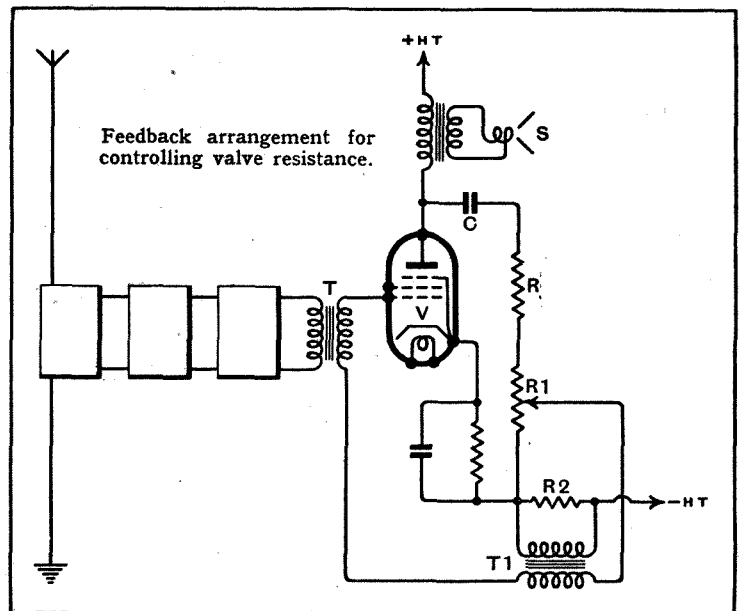 +HT
Feedback arrangement for
controlling valve resistance.
S
C
T
V
R
R1
R2
-HT
T1